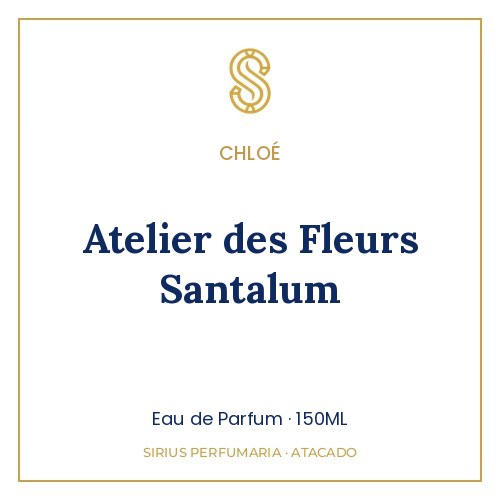 CHLOÉ
Atelier des Fleurs
Santalum
Eau de Parfum · 150ML
SIRIUS PERFUMARIA · ATACADO